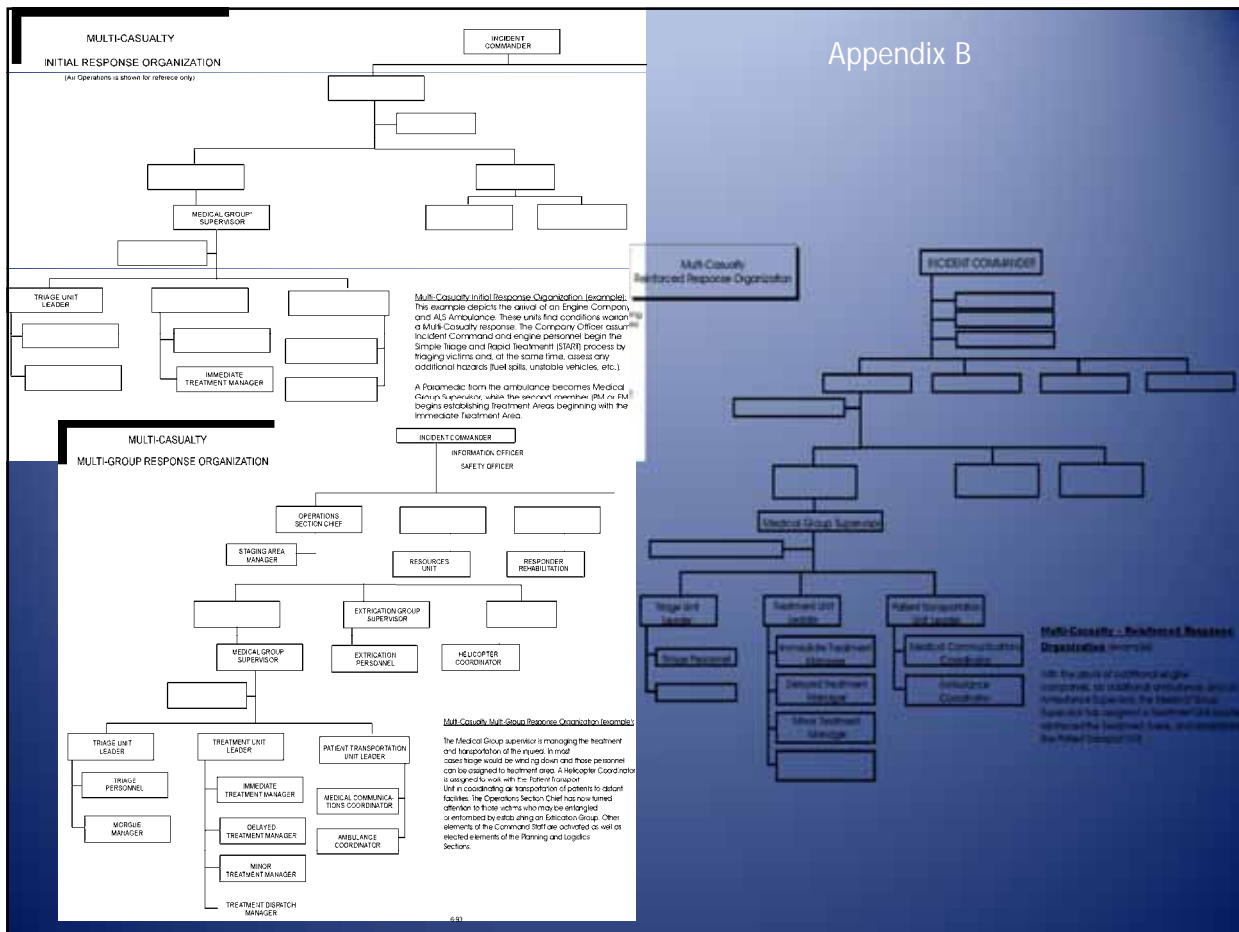 Appendix B
MULTI-CASUALTY
INITIAL RESPONSE ORGANIZATION
(Air Operations is shown for referece only)
INCIDENT
COMMANDER
MEDICAL GROUP
SUPERVISOR
TRIAGE UNIT
LEADER
IMMEDIATE
TREATMENT MANAGER
Multi-Casualty Initial Response Organization (example):
This example depicts the arrival of an Engine Company
and ALS Ambulance. These units find conditions
a Multi-Casualty response. The Company Officer
Incident Command and engine personnel begin the
Simple Triage and Rapid Treatment (START) process by
triaging victims and, at the same time, assess any
additional hazards (fuel spills, unstable vehicles, etc.).
A Paramedic from the ambulance becomes Medical
Group Supervisor, while the second member (PM or
begins establishing Treatment Areas beginning with the
Immediate Treatment Area.
MULTI-CASUALTY
MULTI-GROUP RESPONSE ORGANIZATION
INCIDENT COMMANDER
INFORMATION OFFICER
SAFETY OFFICER
OPERATIONS
SECTION CHIEF
STAGING AREA
MANAGER
RESOURCES
UNIT
RESPONDER
REHABILITATION
EXTRICATION GROUP
SUPERVISOR
MEDICAL GROUP
SUPERVISOR
EXTRICATION
PERSONNEL
HELICOPTER
COORDINATOR
TRIAGE UNIT
LEADER
TREATMENT UNIT
LEADER
PATIENT TRANSPORTATION
UNIT LEADER
TRIAGE
PERSONNEL
IMMEDIATE
TREATMENT MANAGER
MEDICAL COMMUNICA-
TIONS COORDINATOR
MORGUE
MANAGER
DELAYED
TREATMENT MANAGER
AMBULANCE
COORDINATOR
MINOR
TREATMENT MANAGER
TREATMENT DISPATCH
MANAGER
Multi-Casualty Multi-Group Response Organization (example):
The Medical Group supervisor is managing the treatment
and transportation of the injured. In most
cases triage would be winding down and those personnel
can be assigned to treatment area. A Helicopter Coordinator
is assigned to work with the Patient Transport
Unit in coordinating air transportation of patients to distant
facilities. The Operations Section Chief has now turned
attention to those victims who may be entangled
or entombed by establishing an Extrication Group. Other
elements of the Command Staff are activated as well as
elected elements of the Planning and Logistics
Sections.
Multi-Casualty
Reinforced Response Organization
INCIDENT COMMANDER
Medical Group Supervisor
Triage Unit
Leader
Treatment Unit
Leader
Patient Transportation
Unit Leader
Triage Personnel
Immediate Treatment
Manager
Medical Communications
Coordinator
Delayed Treatment
Manager
Ambulance
Coordinator
Minor Treatment
Manager
Multi-Casualty - Reinforced Response
Organization (example)